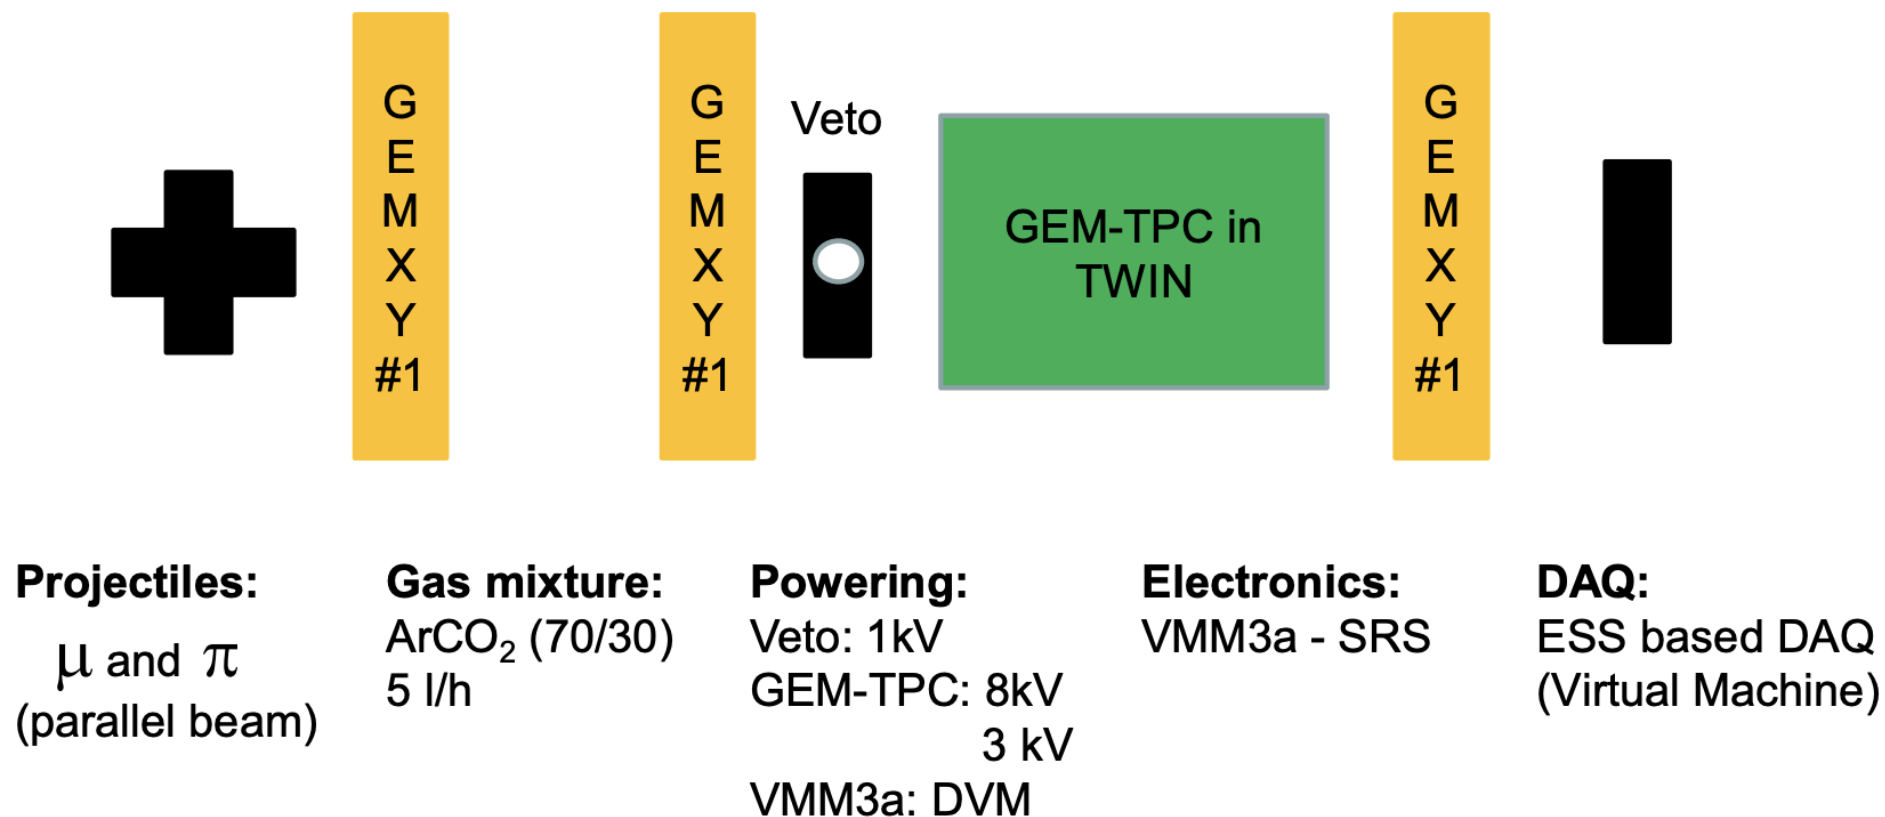 G
E
M
X
Y
#1
G
E
M
X
Y
#1
Veto
GEM-TPC in
TWIN
G
E
M
X
Y
#1
Projectiles:
μ and π
(parallel beam)
Gas mixture:
ArCO₂ (70/30)
5 l/h
Powering:
Veto: 1kV
GEM-TPC: 8kV
3 kV
VMM3a: DVM
Electronics:
VMM3a - SRS
DAQ:
ESS based DAQ
(Virtual Machine)